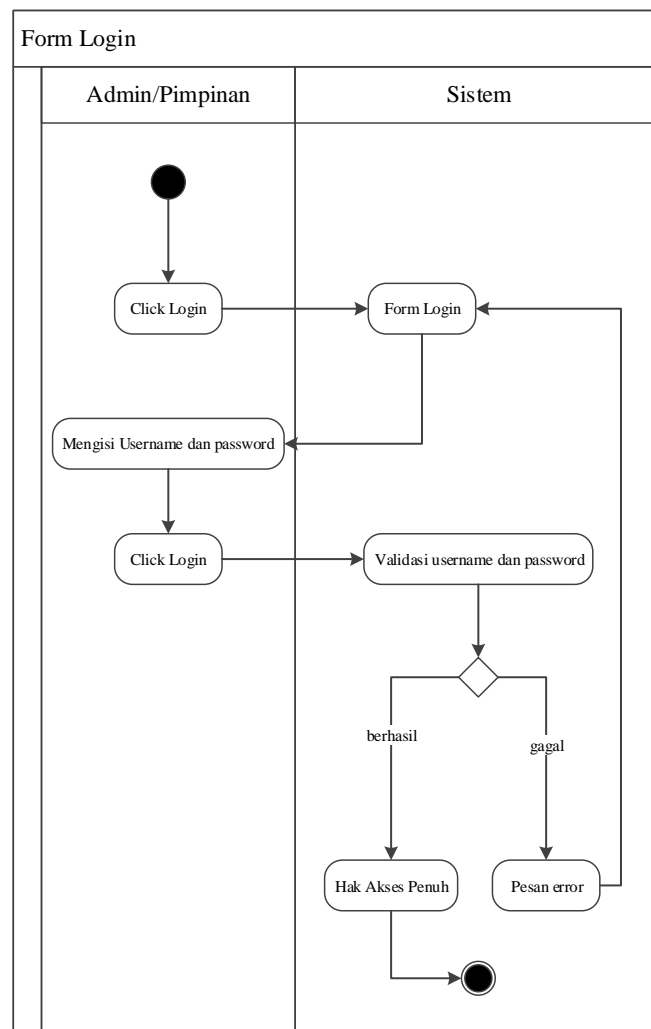 Form Login
Admin/Pimpinan
Sistem
Click Login
Form Login
Mengisi Username dan password
Click Login
Validasi username dan password
berhasil
gagal
Hak Akses Penuh
Pesan error